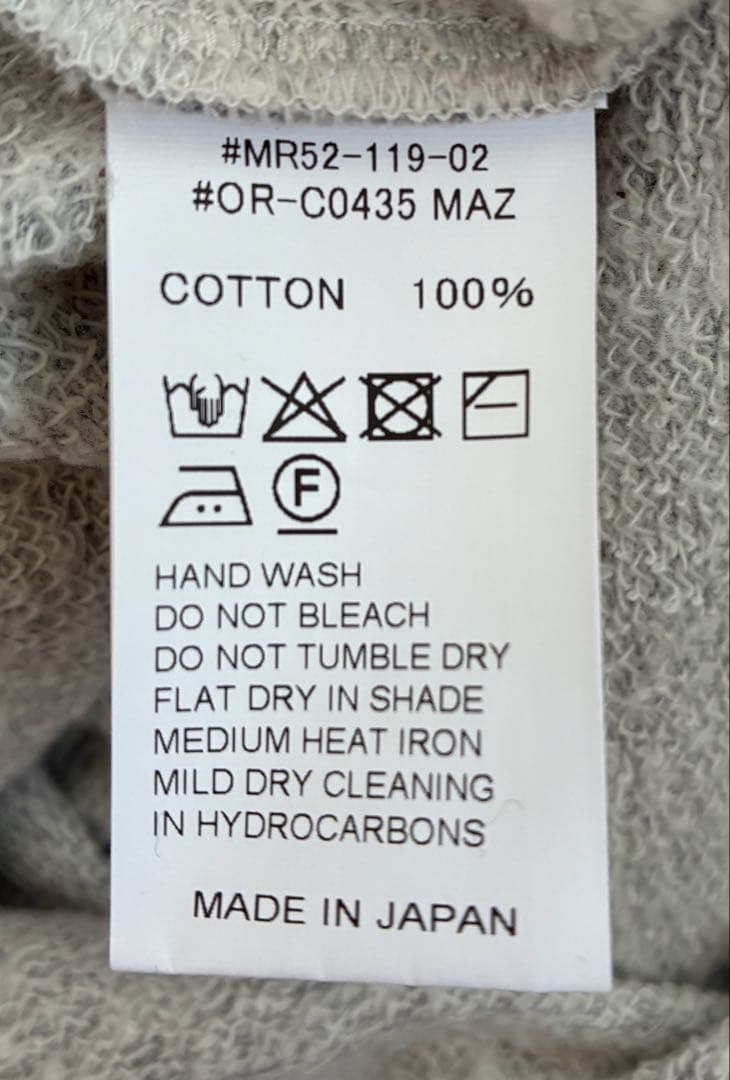 #MR52-119-02
#OR-C0435 MAZ
COTTON 100%
F
HAND WASH
DO NOT BLEACH
DO NOT TUMBLE DRY
FLAT DRY IN SHADE
MEDIUM HEAT IRON
MILD DRY CLEANING
IN HYDROCARBONS
MADE IN JAPAN